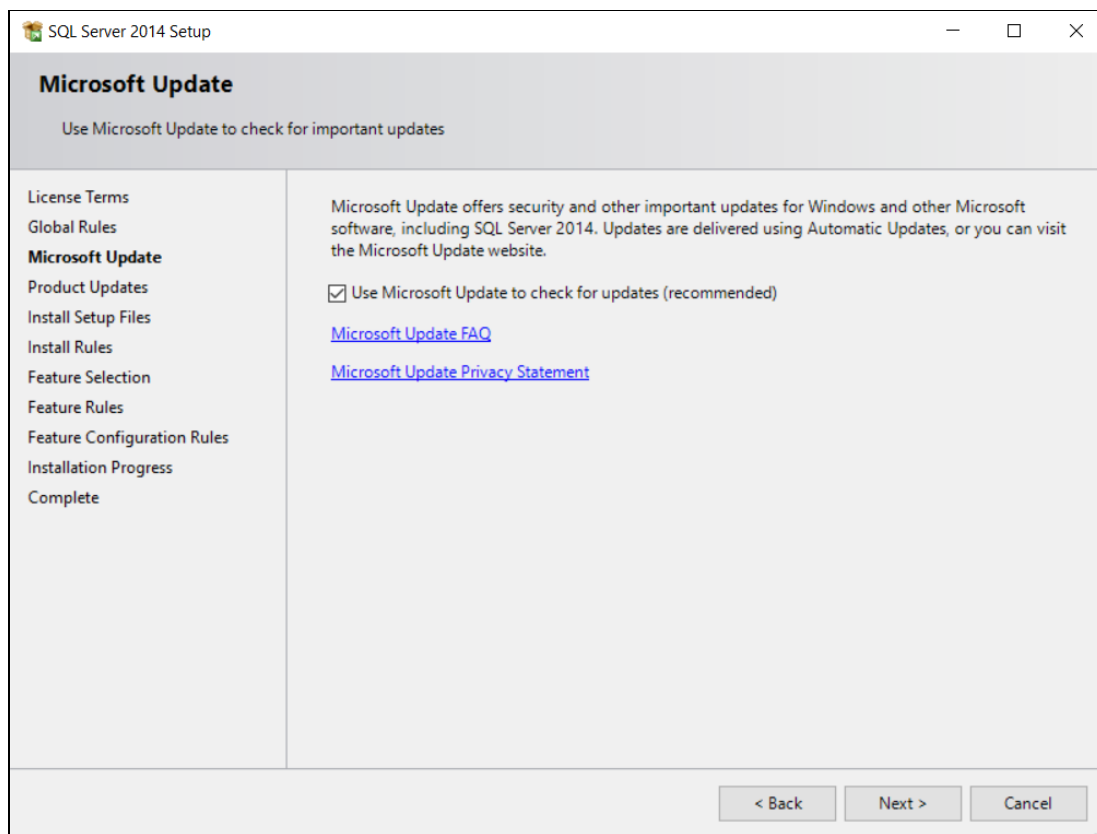 SQL Server 2014 Setup
Microsoft Update
Use Microsoft Update to check for important updates
License Terms
Global Rules
Microsoft Update
Product Updates
Install Setup Files
Install Rules
Feature Selection
Feature Rules
Feature Configuration Rules
Installation Progress
Complete
Microsoft Update offers security and other important updates for Windows and other Microsoft
software, including SQL Server 2014. Updates are delivered using Automatic Updates, or you can visit
the Microsoft Update website.
Use Microsoft Update to check for updates (recommended)
Microsoft Update FAQ
Microsoft Update Privacy Statement
< Back
Next >
Cancel